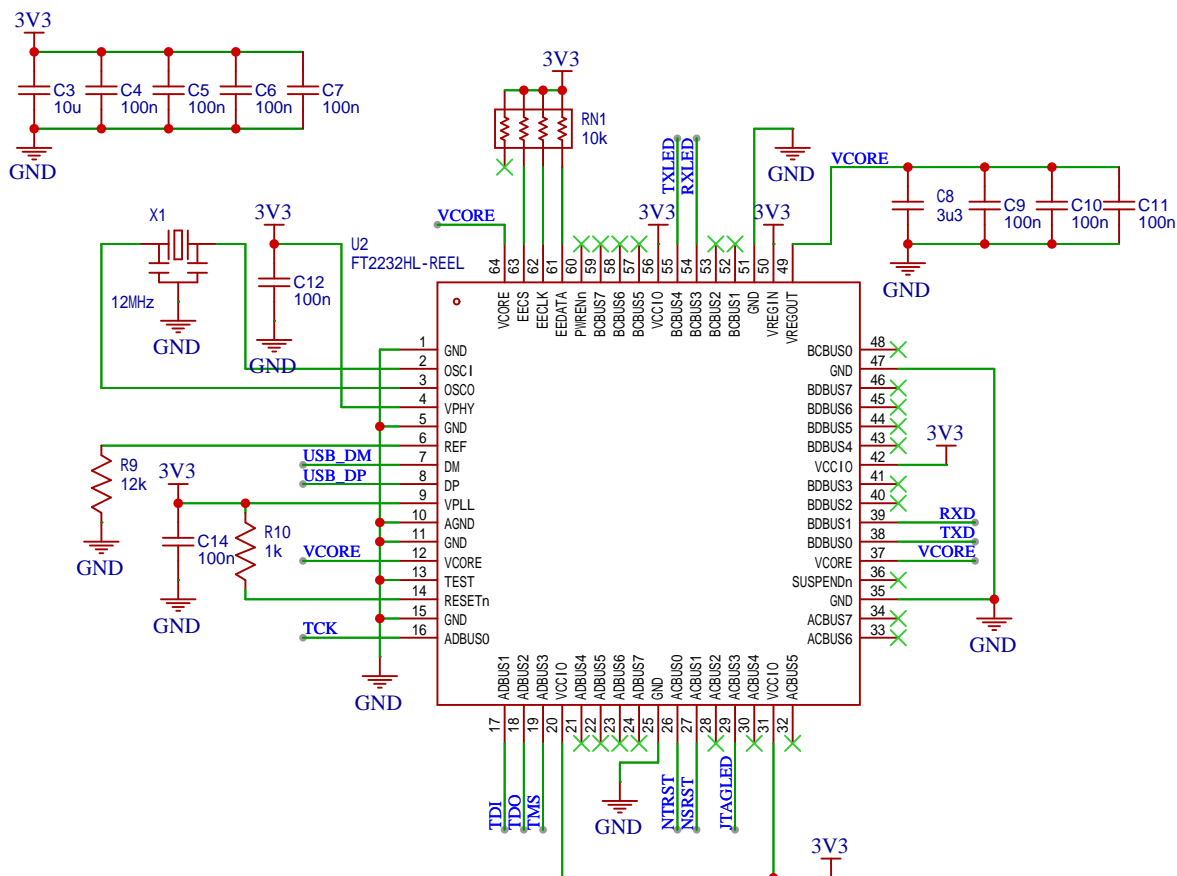 3V3
C3
10u
C4
100n
C5
100n
C6
100n
C7
100n
GND
3V3
RN1
10k
TXLED
RXLED
GND
VCORE
C8
3u3
C9
100n
C10
100n
C11
100n
GND
X1
12MHz
GND
3V3
C12
100n
GND
VCORE
U2
FT2232HL-REEL
3V3
3V3
64
63
62
61
60
59
58
57
56
55
54
53
52
51
50
49
VCORE
EECS
EECLK
EEDATA
PWRENn
BCBUS7
BCBUS6
BCBUS5
VCCIO
BCBUS4
BCBUS3
BCBUS2
BCBUS1
GND
VREGIN
VREGOUT
1 GND
2 OSCI
3 OSCO
4 VPHY
5 GND
6 REF
USB_DM 7 DM
USB_DP 8 DP
9 VPLL
10 AGND
11 GND
VCORE 12 VCORE
13 TEST
14 RESETn
15 GND
TCK 16 ADBUS0
R9
12k
GND
3V3
C14
100n
GND
R10
1k
GND
BCBUS0 48
GND 47
BDBUS7 46
BDBUS6 45
BDBUS5 44
BDBUS4 43
VCCIO 42
3V3
BDBUS3 41
BDBUS2 40
BDBUS1 39 RXD
BDBUS0 38 TXD
VCORE 37 VCORE
SUSPENDn 36
GND 35
ACBUS7 34
ACBUS6 33
GND
ADBUS1
ADBUS2
ADBUS3
VCCIO
ADBUS4
ADBUS5
ADBUS6
ADBUS7
GND
ACBUS0
ACBUS1
ACBUS2
ACBUS3
ACBUS4
VCCIO
ACBUS5
17
18
19
20
21
22
23
24
25
26
27
28
29
30
31
32
TDI
TDO
TMS
GND
NTRST
NSRST
JTAGLED
3V3